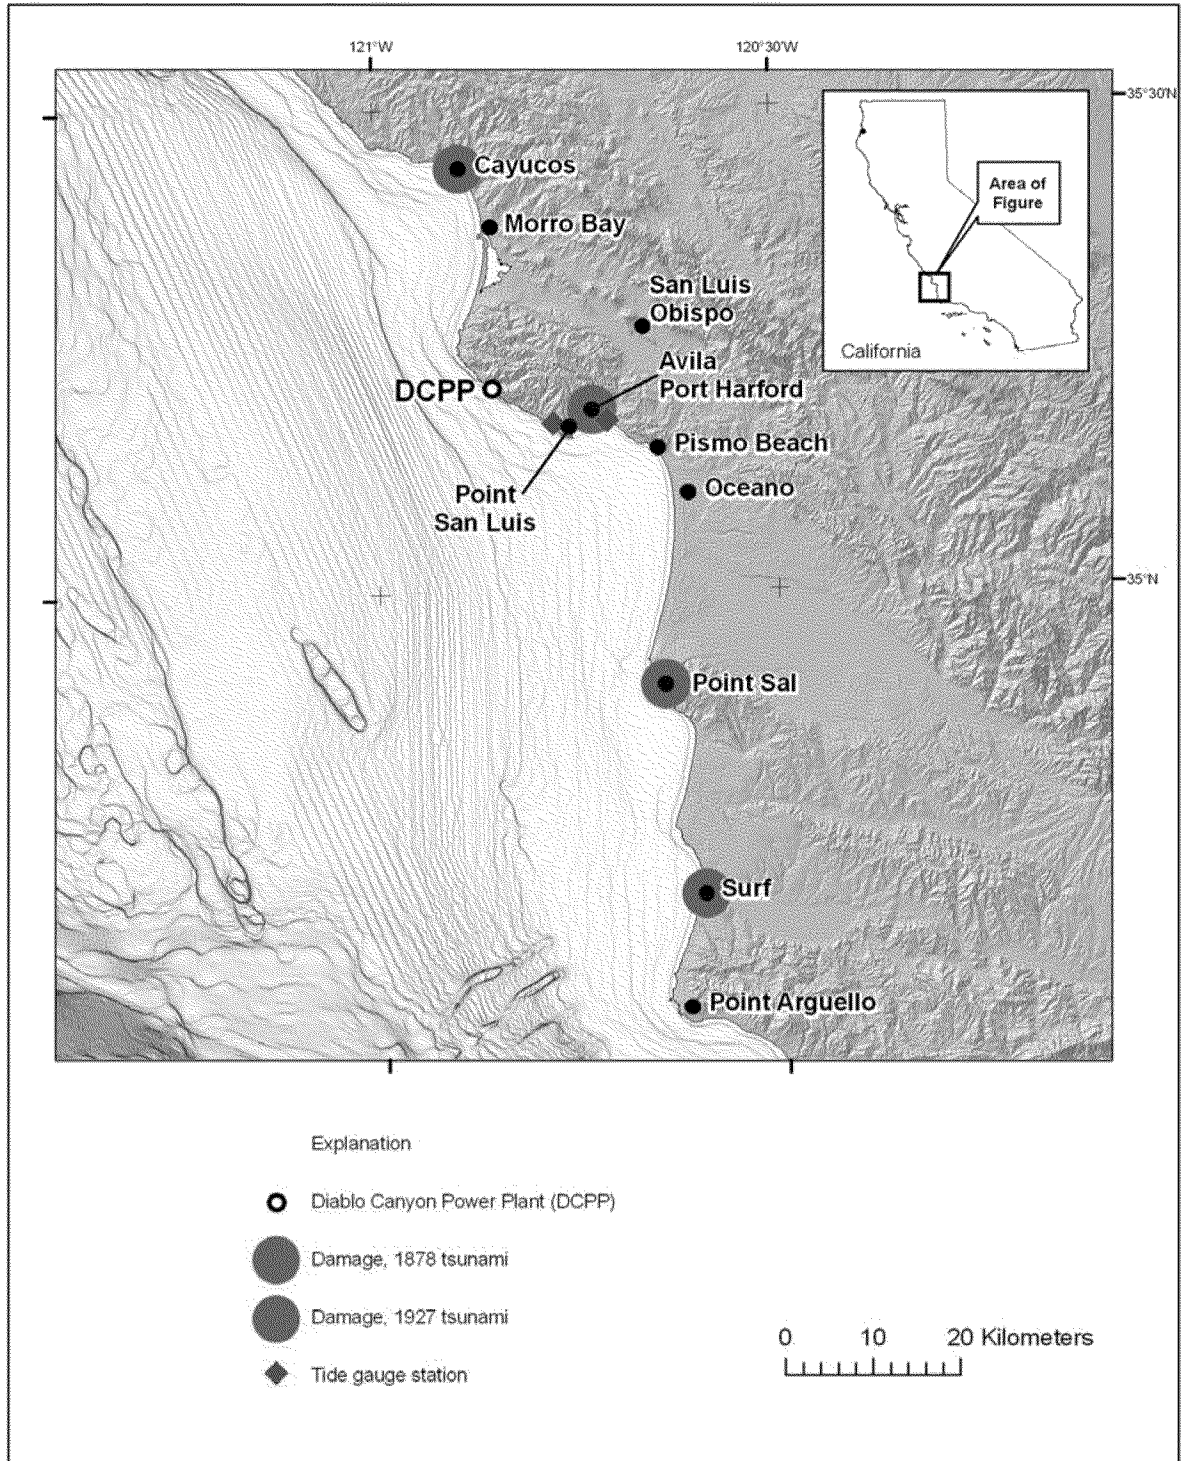 121°W
120°30'W
35°30'N
Cayucos
Area of
Figure
Morro Bay
San Luis
Obispo
California
Avila
Port Harford
DCPP
Pismo Beach
Point
San Luis
Oceano
35°N
Point Sal
Surf
Point Arguello
Explanation
Diablo Canyon Power Plant (DCPP)
Damage, 1878 tsunami
Damage, 1927 tsunami
Tide gauge station
0 10 20 Kilometers